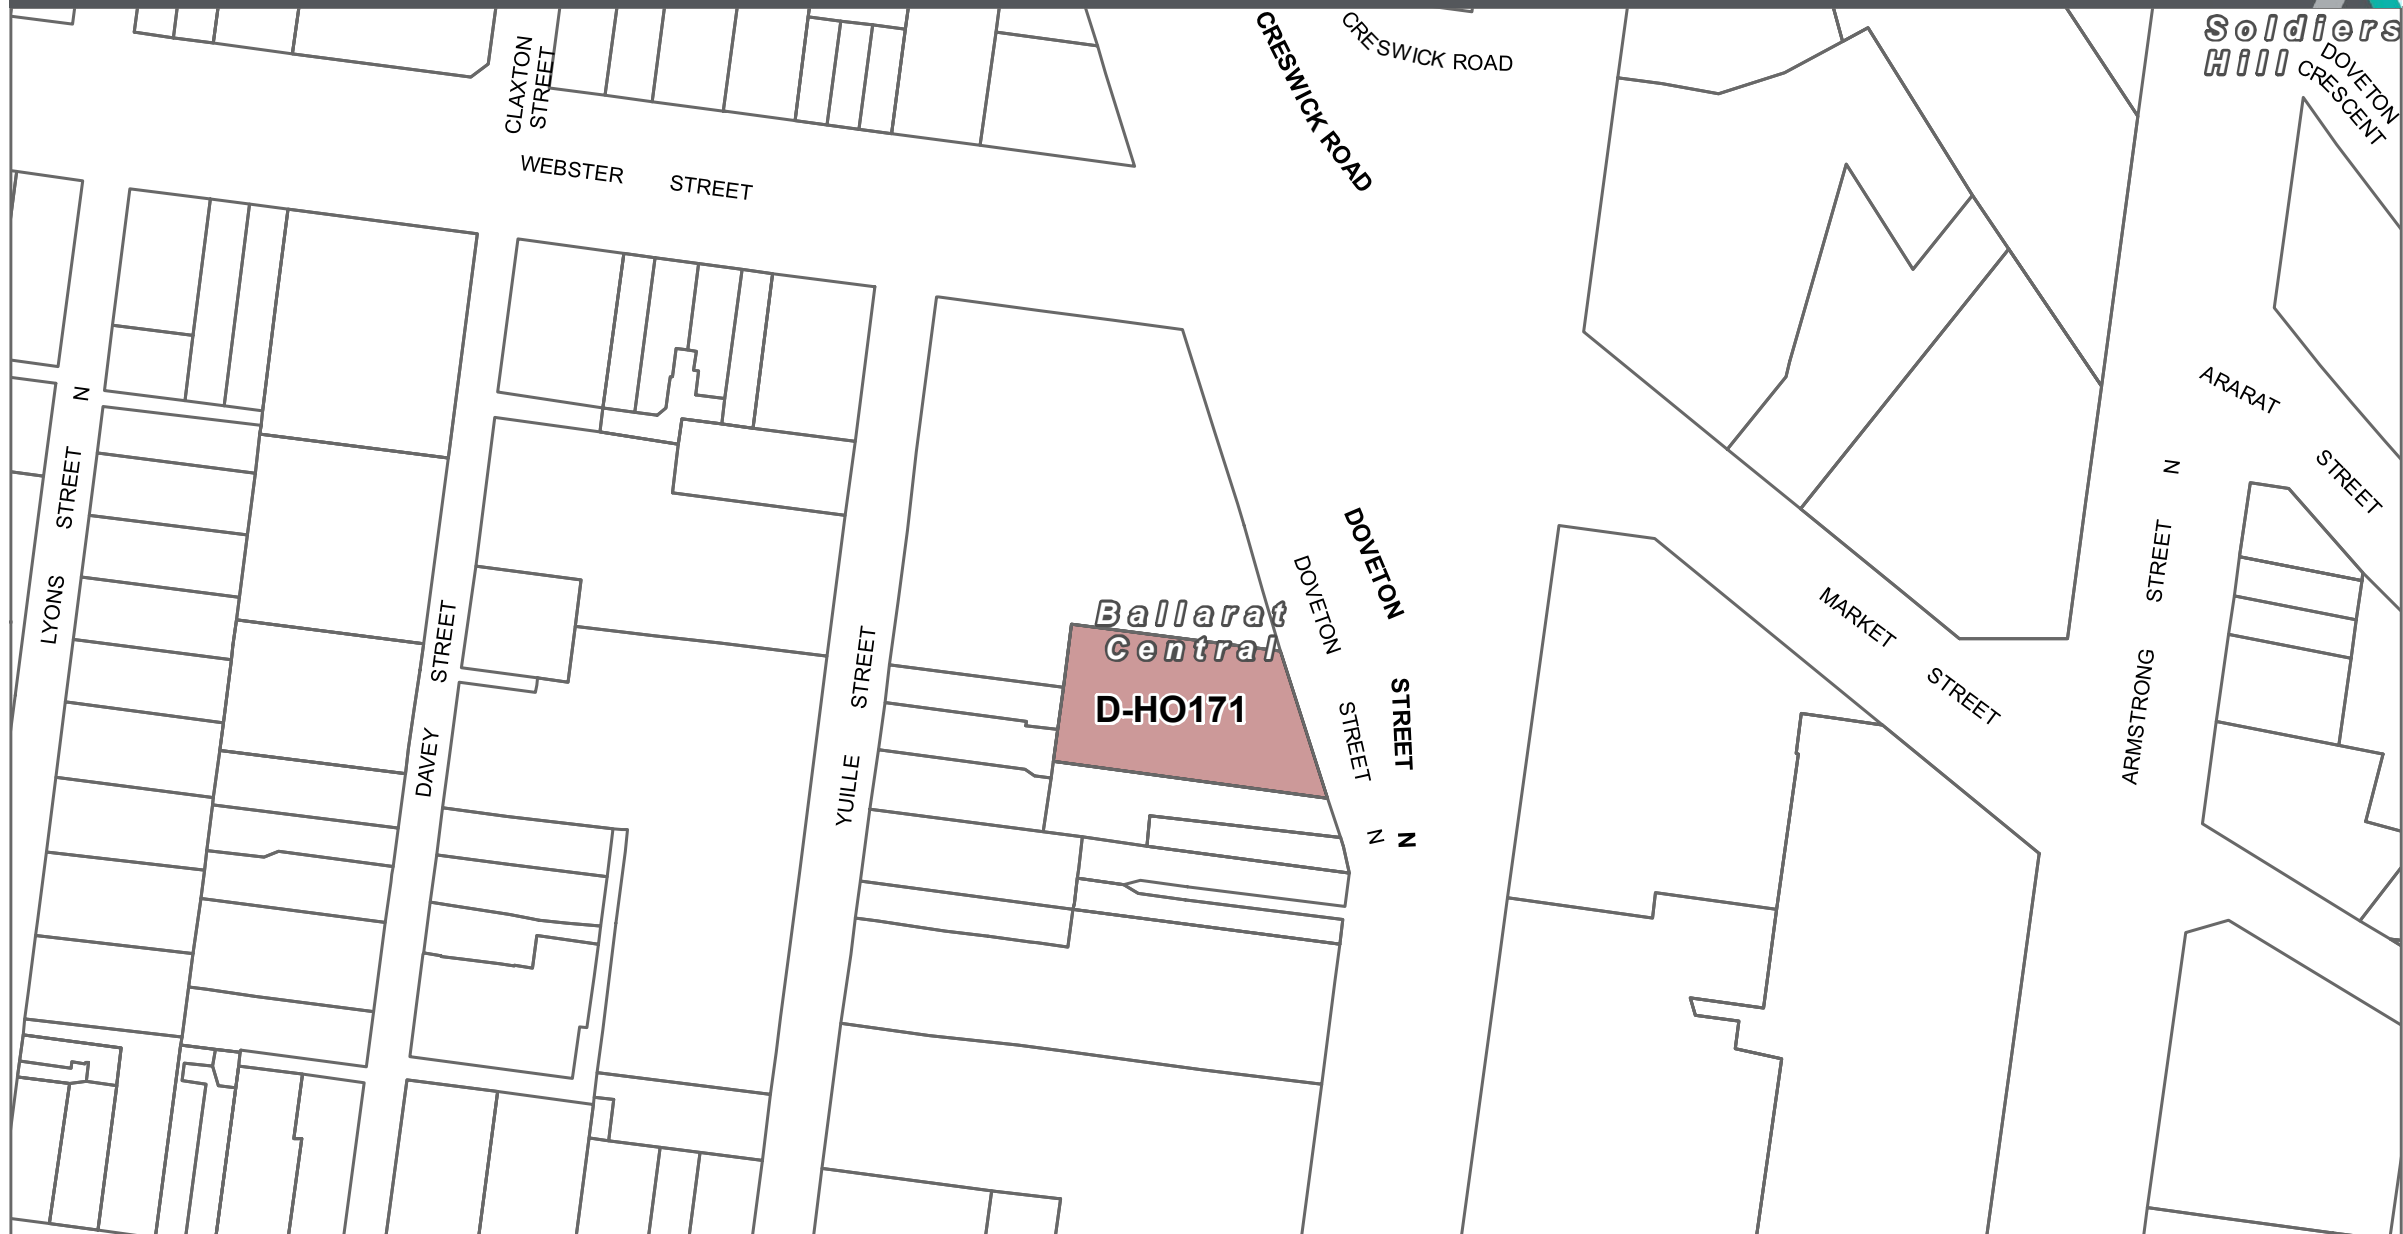 Soldiers
Hill
DOVETON
CRESCENT
CLAXTON
STREET
CRESWICK ROAD
CRESWICK ROAD
WEBSTER STREET
ARARAT STREET
LYONS STREET N
DAVEY STREET
YUILLE STREET
DOVETON STREET N
DOVETON STREET N
Ballarat
Central
D-HO171
MARKET STREET
ARMSTRONG STREET N